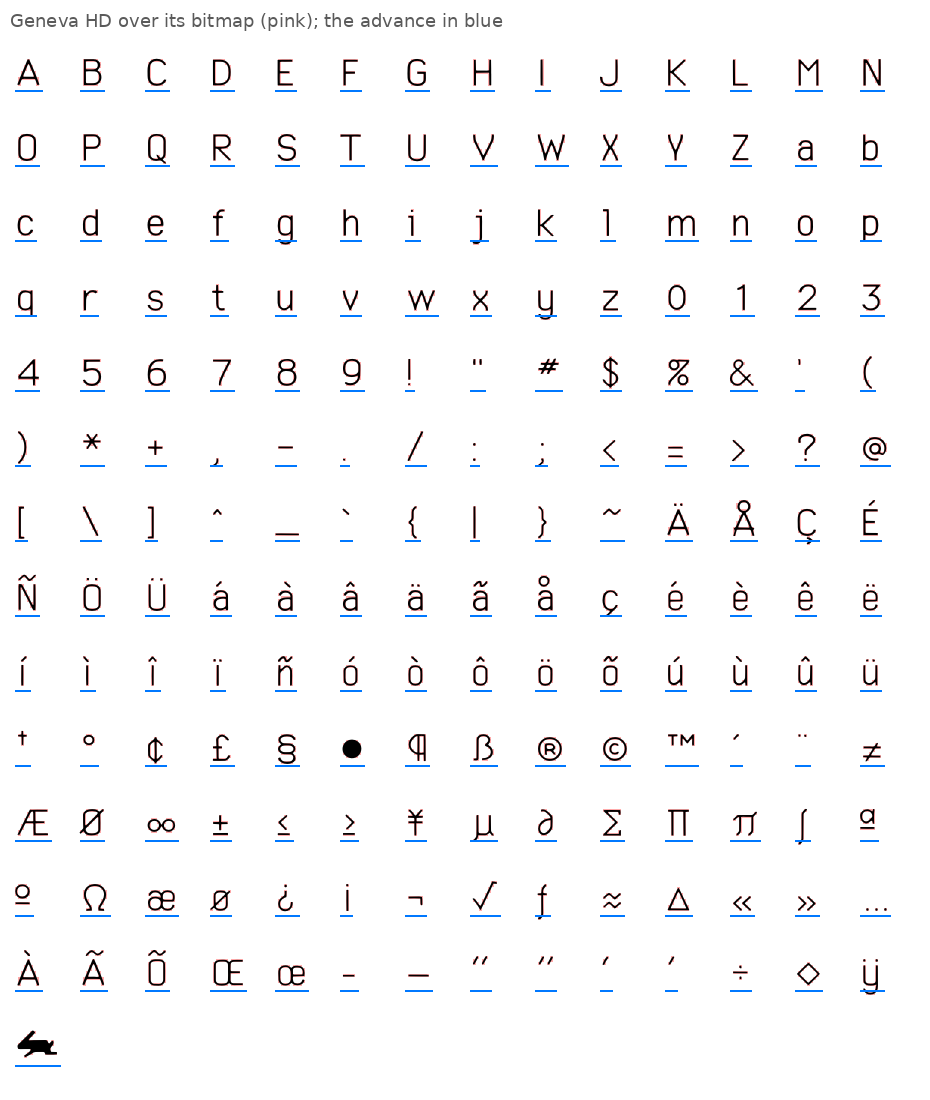 Geneva HD over its bitmap (pink); the advance in blue
A B C D E F G H I J K L M N
O P Q R S T U V W X Y Z a b
c d e f g h i j k l m n o p
q r s t u v w x y z 0 1 2 3
4 5 6 7 8 9 ! " # $ % & ' (
) * + , − . / : ; < = > ? @
[ \ ] ^ _ ` { | } ~ Ä Å Ç É
Ñ Ö Ü á à â ä ã å ç é è ê ë
í ì î ï ñ ó ò ô ö õ ú ù û ü
† ° ¢ £ § ● ¶ ß ® © ™ ´ ¨ ≠
Æ Ø ∞ ± ≤ ≥ ¥ µ ∂ Σ Π π ∫ ª
º Ω æ ø ¿ ¡ ¬ √ ƒ ≈ Δ « » …
À Ã Õ Œ œ – — “ ” ‘ ’ ÷ ◊ ÿ